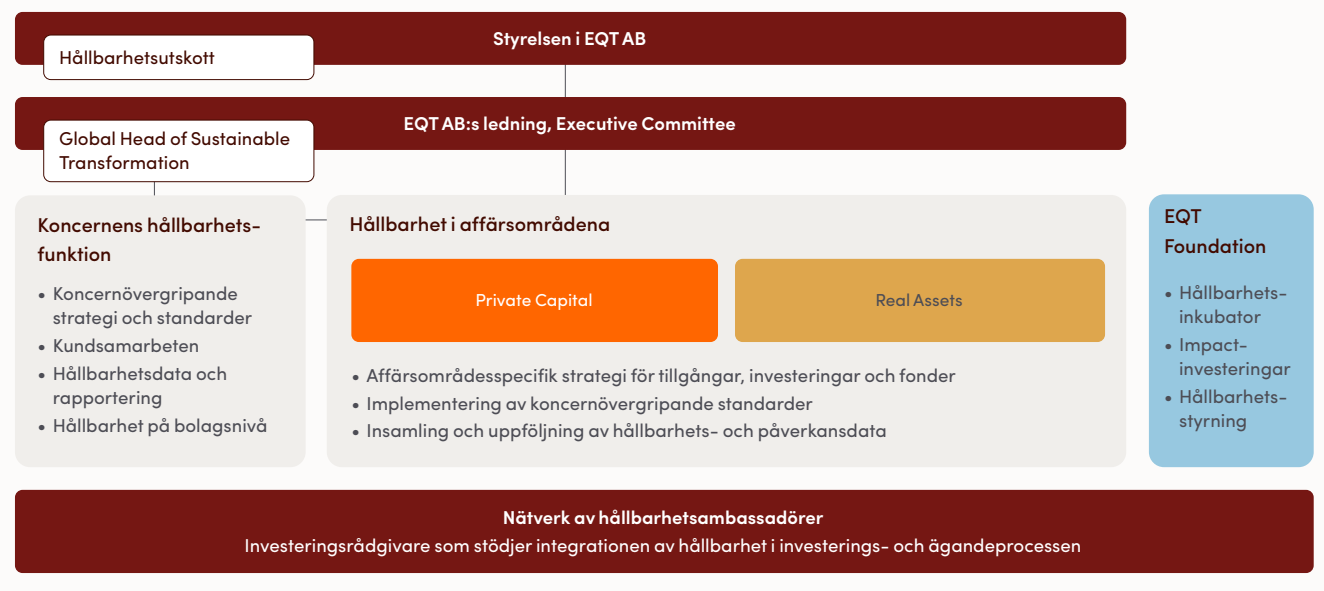 Styrelsen i EQT AB
Hållbarhetsutskott
EQT AB:s ledning, Executive Committee
Global Head of Sustainable
Transformation
Koncernens hållbarhets-
funktion
• Koncernövergripande
strategi och standarder
• Kundsamarbeten
• Hållbarhetsdata och
rapportering
• Hållbarhet på bolagsnivå
Hållbarhet i affärsområdena
Private Capital
Real Assets
• Affärsområdesspecifik strategi för tillgångar, investeringar och fonder
• Implementering av koncernövergripande standarder
• Insamling och uppföljning av hållbarhets- och påverkansdata
EQT
Foundation
• Hållbarhets-
inkubator
• Impact-
investeringar
• Hållbarhets-
styrning
Nätverk av hållbarhetsambassadörer
Investeringsrådgivare som stödjer integrationen av hållbarhet i investerings- och ägandeprocessen